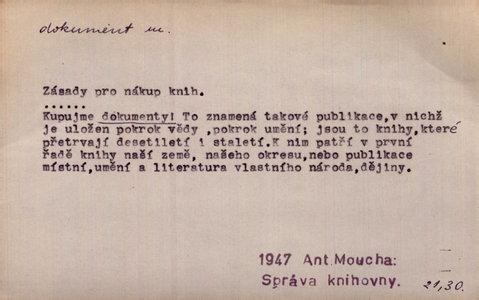 dokument m.
Zásady pro nákup knih.
......
Kupujme dokumenty! To znamená takové publikace,v nichž
je uložen pokrok vědy ,pokrok umění; jsou to knihy,které
přetrvají desetiletí i staletí.K nim patří v první
řadě knihy naší země, našeho okresu,nebo publikace
místní,umění a literatura vlastního národa,dějiny.
1947 Ant.Moucha:
Správa knihovny.
21,30.